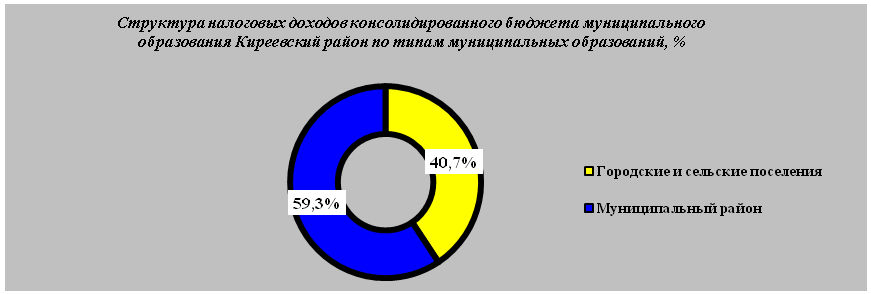 Структура налоговых доходов консолидированного бюджета муниципального
образования Киреевский район по типам муниципальных образований, %
40,7%
Городские и сельские поселения
59,3%
Муниципальный район